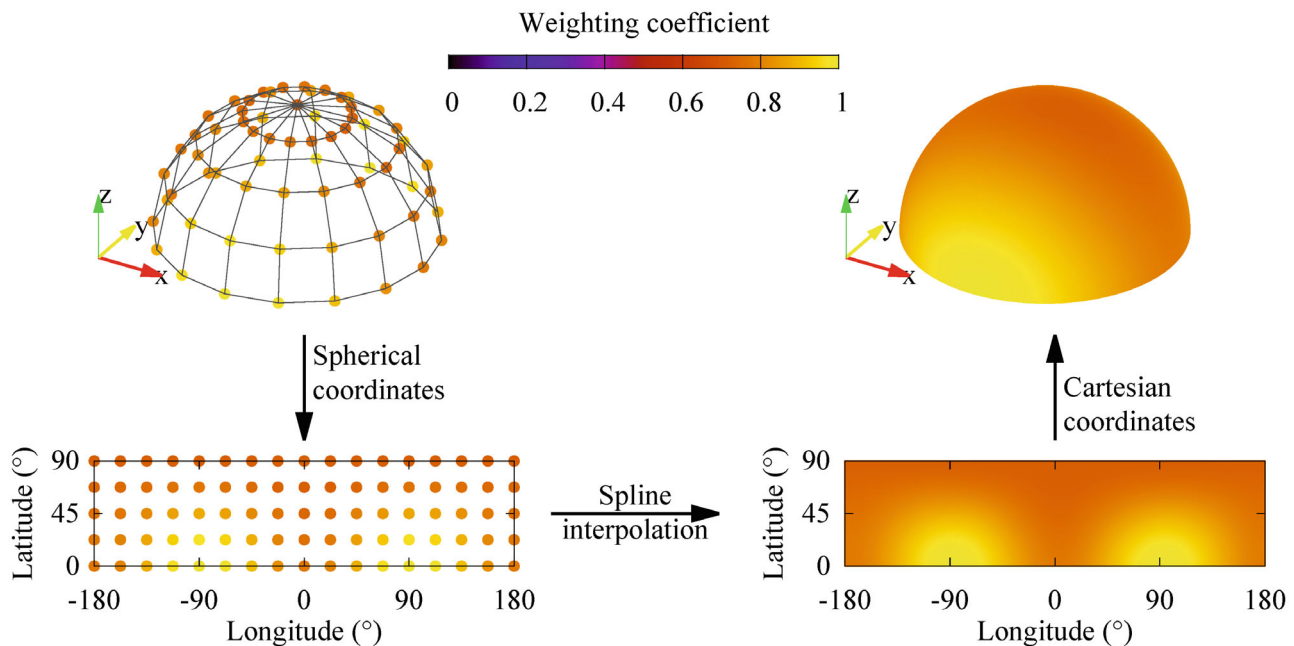 Weighting coefficient
0 0.2 0.4 0.6 0.8 1
z
y
x
z
y
x
Spherical
coordinates
Cartesian
coordinates
Latitude (°)
90
45
0
-180 -90 0 90 180
Longitude (°)
Spline
interpolation
Latitude (°)
90
45
0
-180 -90 0 90 180
Longitude (°)